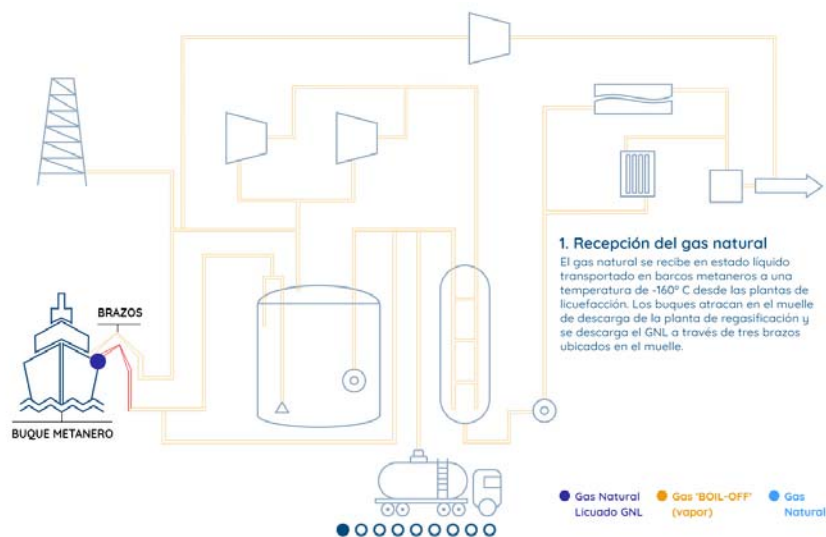 1. Recepción del gas natural
El gas natural se recibe en estado líquido
transportado en barcos metaneros a una
temperatura de -160º C desde las plantas de
licuefacción. Los buques atracan en el muelle
de descarga de la planta de regasificación y
se descarga el GNL a través de tres brazos
ubicados en el muelle.
BRAZOS
BUQUE METANERO
Gas Natural
Licuado GNL
Gas 'BOIL-OFF'
(vapor)
Gas
Natural